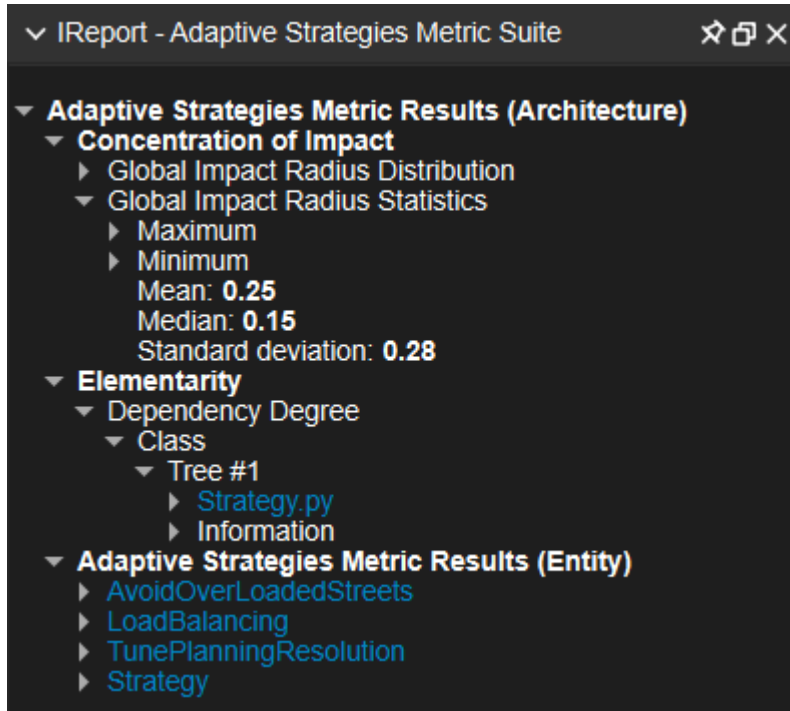 IReport - Adaptive Strategies Metric Suite
Adaptive Strategies Metric Results (Architecture)
Concentration of Impact
Global Impact Radius Distribution
Global Impact Radius Statistics
Maximum
Minimum
Mean: 0.25
Median: 0.15
Standard deviation: 0.28
Elementarity
Dependency Degree
Class
Tree #1
Strategy.py
Information
Adaptive Strategies Metric Results (Entity)
AvoidOverLoadedStreets
LoadBalancing
TunePlanningResolution
Strategy